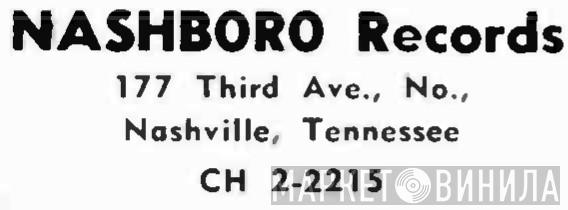 NASHBORO Records
177 Third Ave., No.,
Nashville, Tennessee
CH 2-2215
МАРКЕТ ВИНИЛА